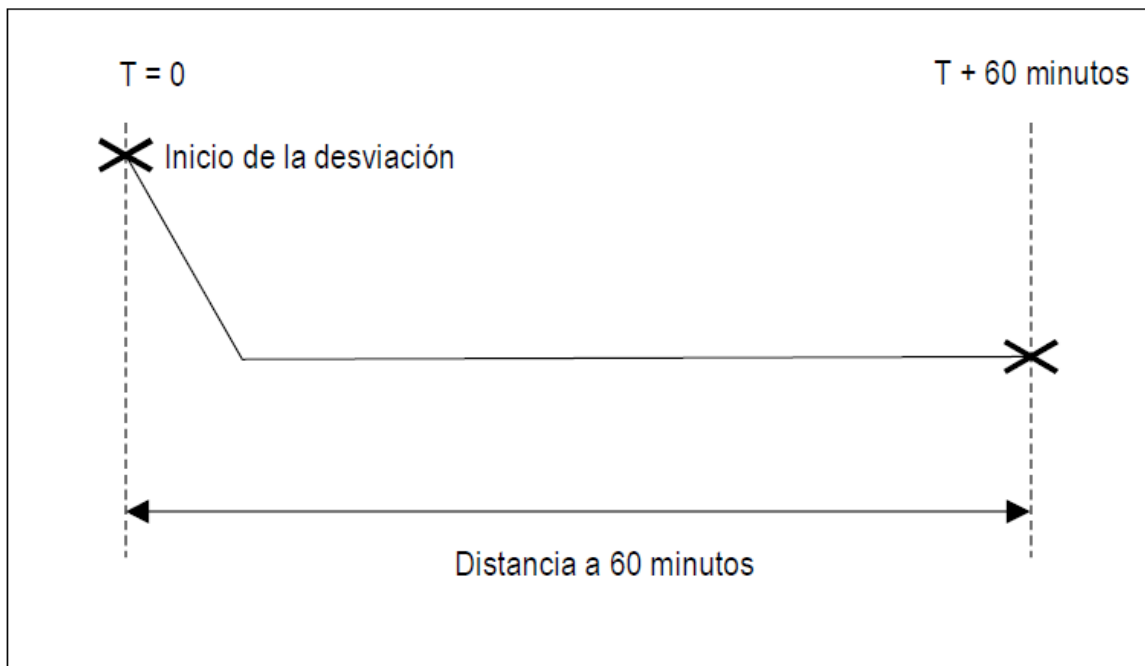 T = 0
T + 60 minutos
Inicio de la desviación
Distancia a 60 minutos